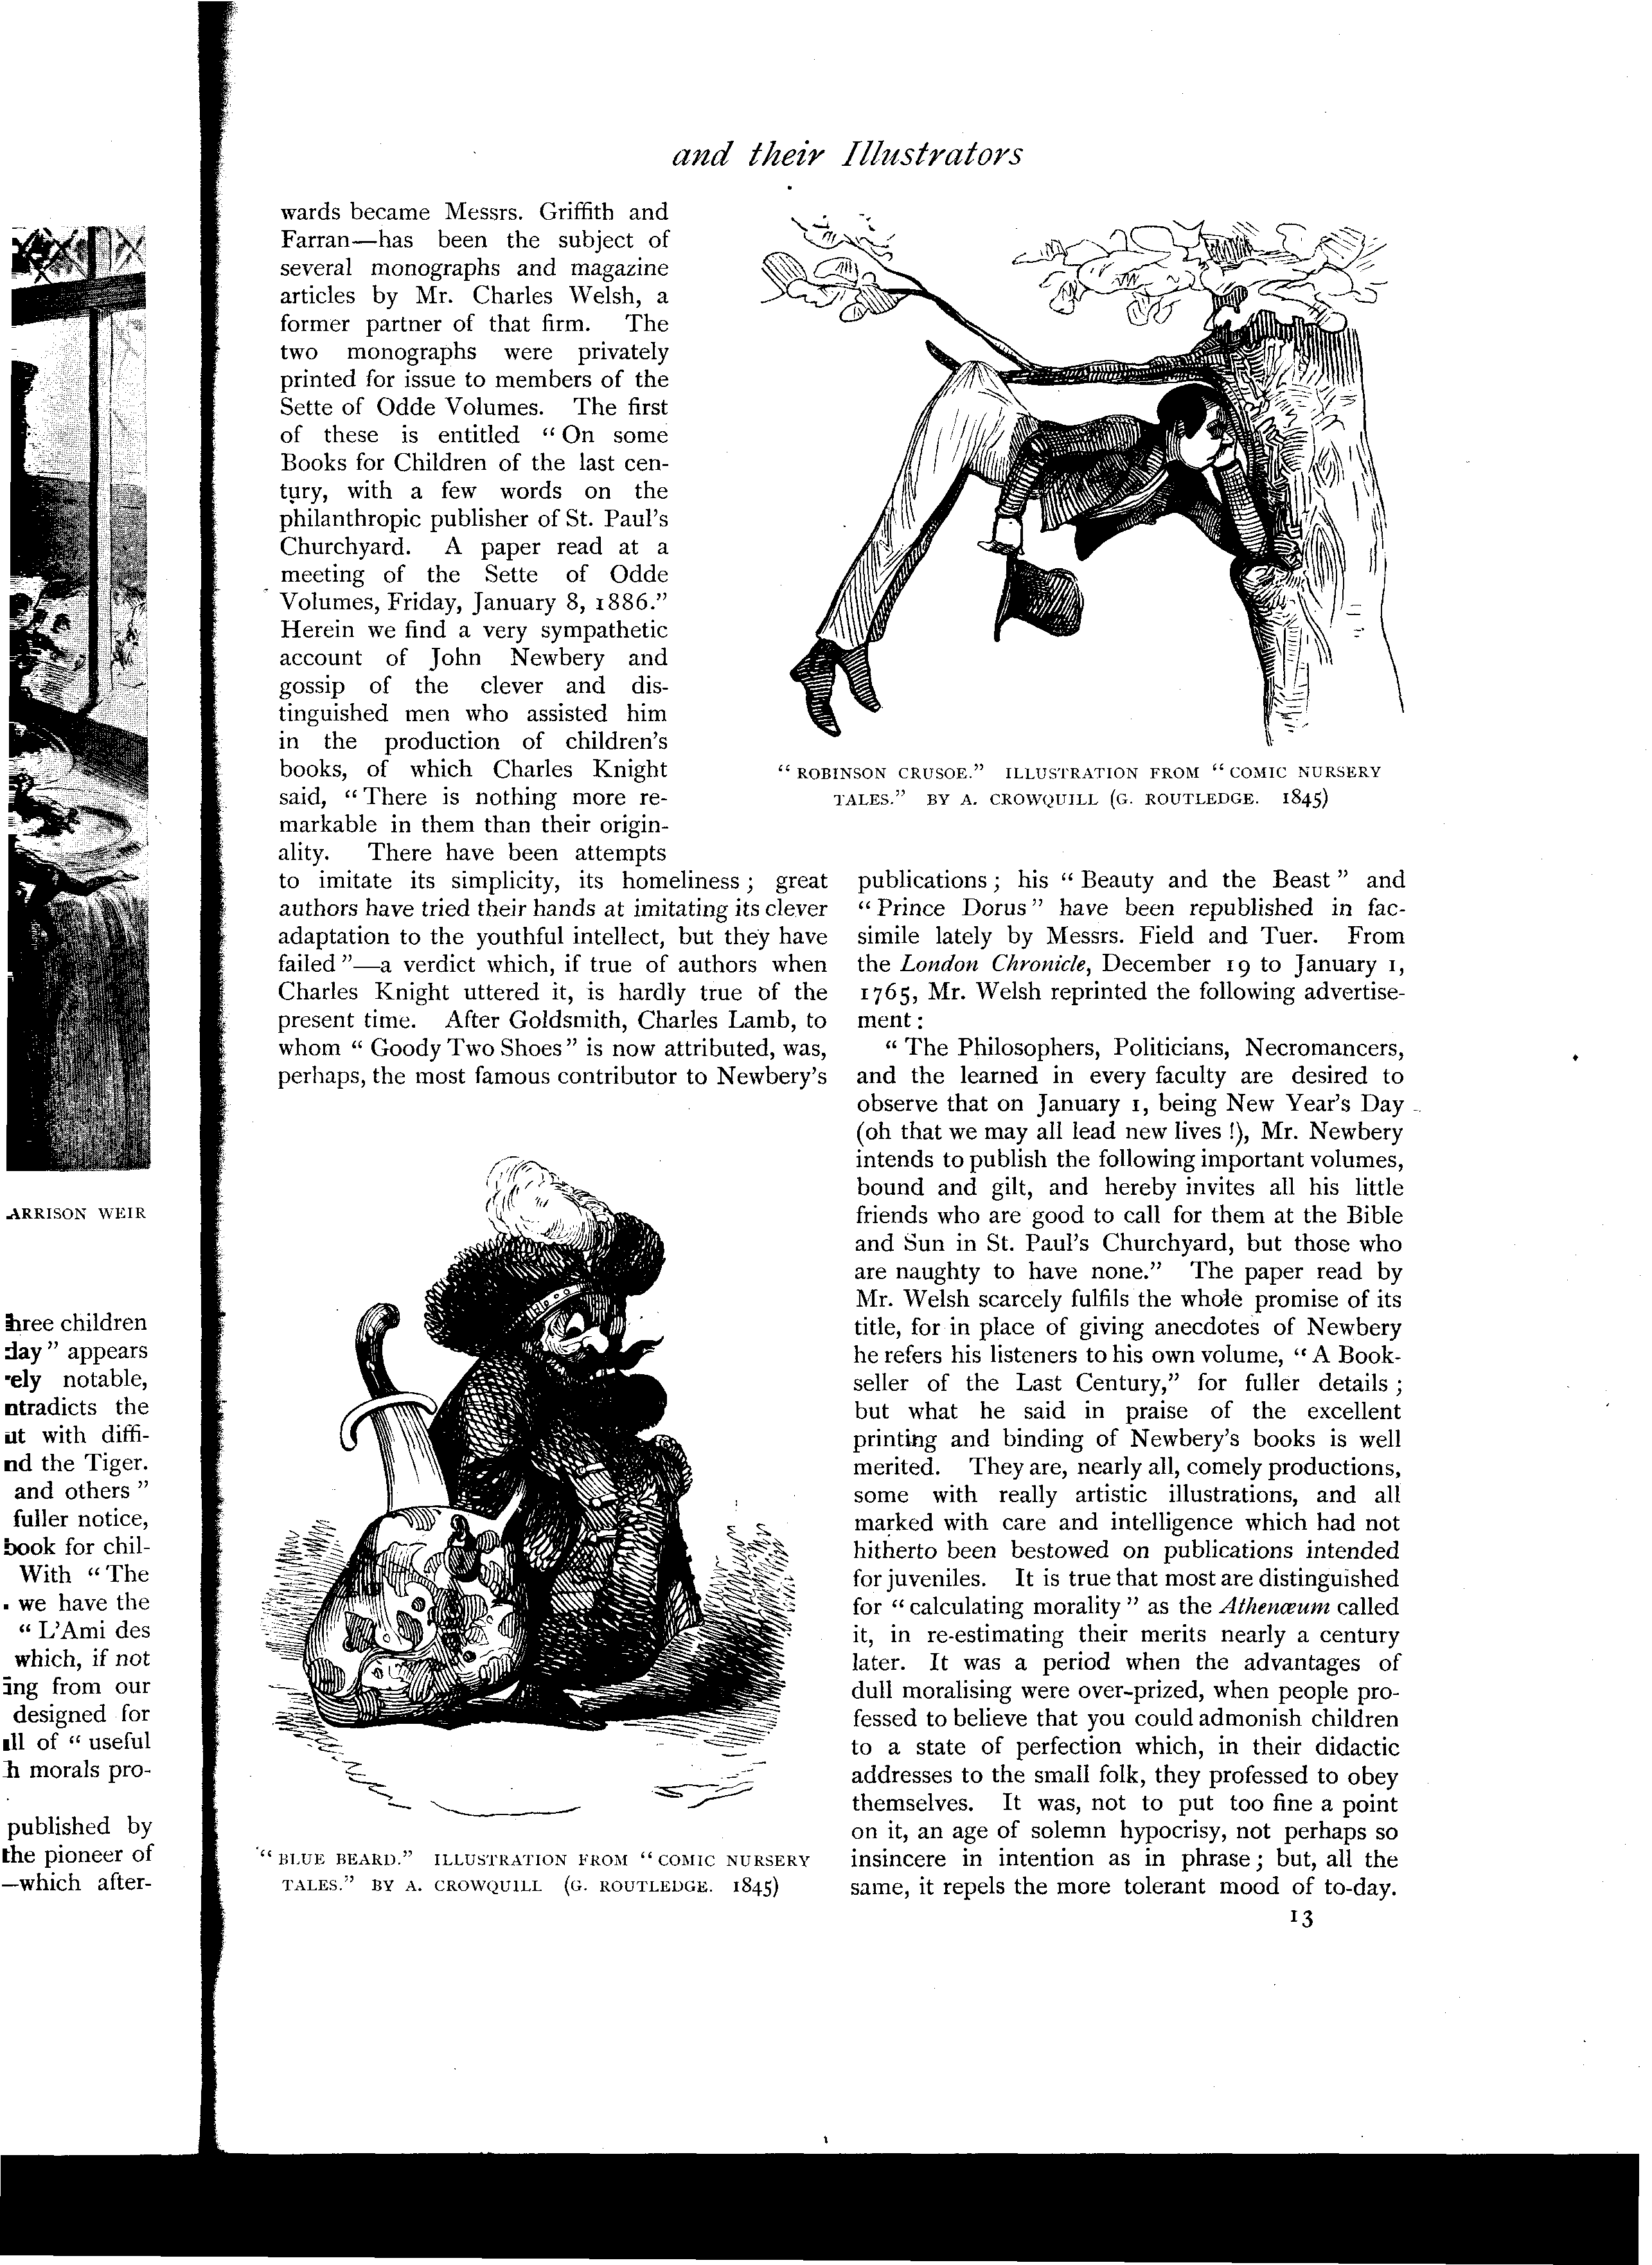 ARRISON WEIR
hree children
day” appears
ely notable,
ntradicts the
ut with diffi-
nd the Tiger.
and others”
fuller notice,
book for chil-
With “The
we have the
“L’Ami des
which, if not
ing from our
designed for
ll of “useful
h morals pro-
published by
the pioneer of
—which after-
and their Illustrators
wards became Messrs. Griffith and
Farran—has been the subject of
several monographs and magazine
articles by Mr. Charles Welsh, a
former partner of that firm. The
two monographs were privately
printed for issue to members of the
Sette of Odde Volumes. The first
of these is entitled “On some
Books for Children of the last cen-
tury, with a few words on the
philanthropic publisher of St. Paul’s
Churchyard. A paper read at a
meeting of the Sette of Odde
Volumes, Friday, January 8, 1886.”
Herein we find a very sympathetic
account of John Newbery and
gossip of the clever and dis-
tinguished men who assisted him
in the production of children’s
books, of which Charles Knight
said, “There is nothing more re-
markable in them than their origin-
ality. There have been attempts
to imitate its simplicity, its homeliness; great
authors have tried their hands at imitating its clever
adaptation to the youthful intellect, but they have
failed”—a verdict which, if true of authors when
Charles Knight uttered it, is hardly true of the
present time. After Goldsmith, Charles Lamb, to
whom “Goody Two Shoes” is now attributed, was,
perhaps, the most famous contributor to Newbery’s
“BLUE BEARD.” ILLUSTRATION FROM “COMIC NURSERY
TALES.” BY A. CROWQUILL (G. ROUTLEDGE. 1845)
“ROBINSON CRUSOE.” ILLUSTRATION FROM “COMIC NURSERY
TALES.” BY A. CROWQUILL (G. ROUTLEDGE. 1845)
publications; his “Beauty and the Beast” and
“Prince Dorus” have been republished in fac-
simile lately by Messrs. Field and Tuer. From
the London Chronicle, December 19 to January 1,
1765, Mr. Welsh reprinted the following advertise-
ment:
“The Philosophers, Politicians, Necromancers,
and the learned in every faculty are desired to
observe that on January 1, being New Year’s Day
(oh that we may all lead new lives!), Mr. Newbery
intends to publish the following important volumes,
bound and gilt, and hereby invites all his little
friends who are good to call for them at the Bible
and Sun in St. Paul’s Churchyard, but those who
are naughty to have none.” The paper read by
Mr. Welsh scarcely fulfils the whole promise of its
title, for in place of giving anecdotes of Newbery
he refers his listeners to his own volume, “A Book-
seller of the Last Century,” for fuller details;
but what he said in praise of the excellent
printing and binding of Newbery’s books is well
merited. They are, nearly all, comely productions,
some with really artistic illustrations, and all
marked with care and intelligence which had not
hitherto been bestowed on publications intended
for juveniles. It is true that most are distinguished
for “calculating morality” as the Athenæum called
it, in re-estimating their merits nearly a century
later. It was a period when the advantages of
dull moralising were over-prized, when people pro-
fessed to believe that you could admonish children
to a state of perfection which, in their didactic
addresses to the small folk, they professed to obey
themselves. It was, not to put too fine a point
on it, an age of solemn hypocrisy, not perhaps so
insincere in intention as in phrase; but, all the
same, it repels the more tolerant mood of to-day.
13